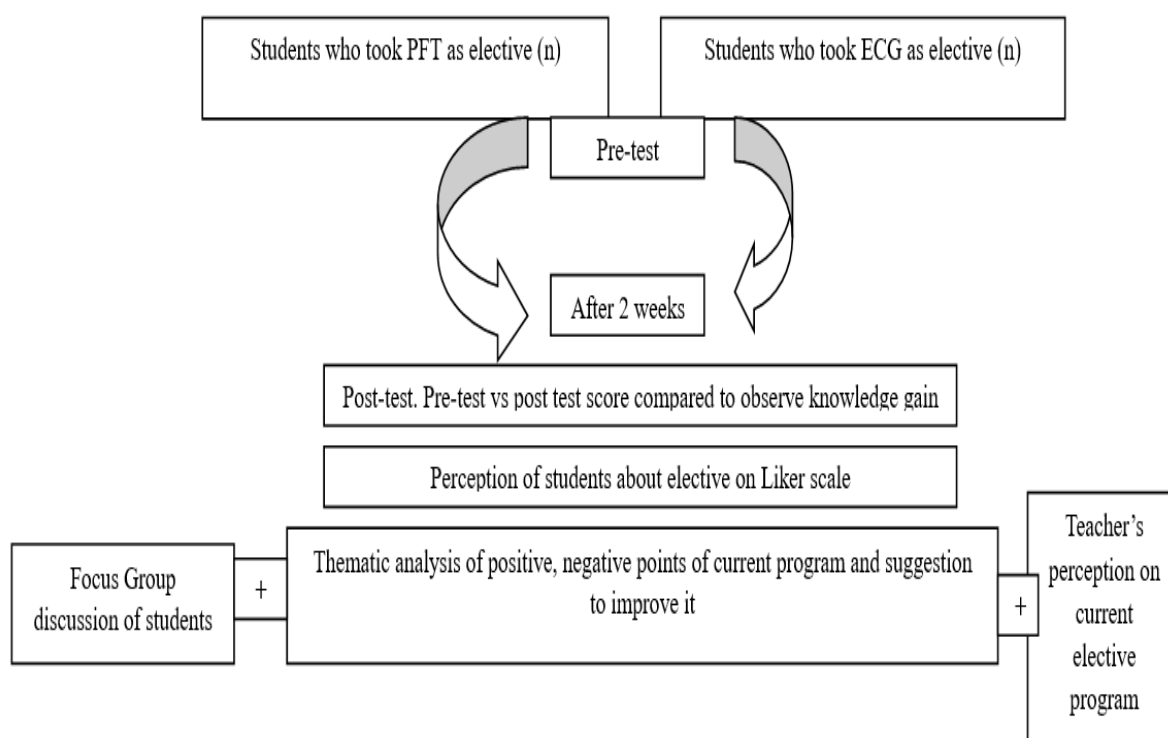 Students who took PFT as elective (n)
Students who took ECG as elective (n)
Pre-test
After 2 weeks
Post-test. Pre-test vs post test score compared to observe knowledge gain
Perception of students about elective on Liker scale
Focus Group
discussion of students
+
Thematic analysis of positive, negative points of current program and suggestion
to improve it
+
Teacher’s
perception on
current
elective
program